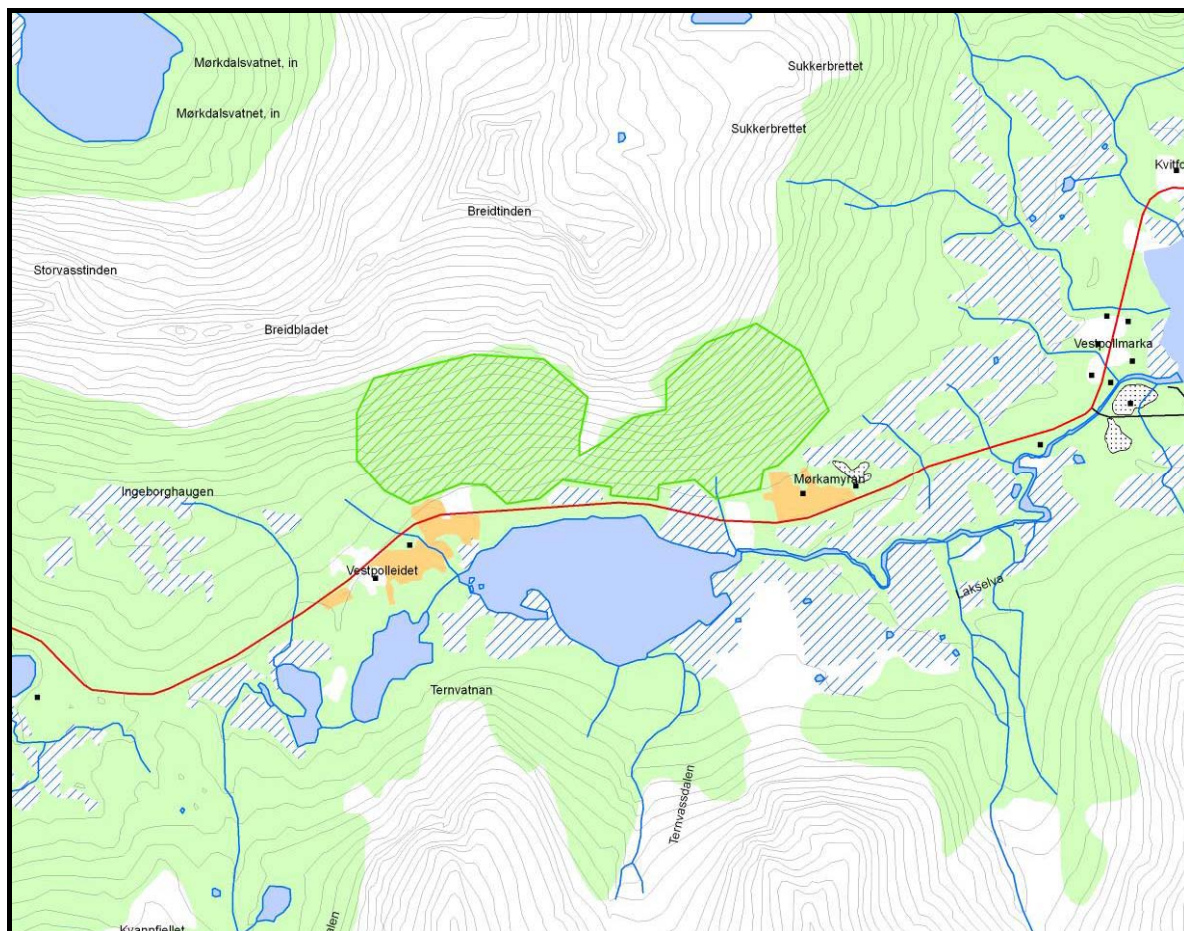 Mørkdalsvatnet, in
Sukkerbrettet
Mørkdalsvatnet, in
Sukkerbrettet
Breidtinden
Storvasstinden
Breidbladet
Vestpollmarka
Mørkamyran
Ingeborghaugen
Vestpolleidet
Lakselva
Ternvatnan
Ternvassdalen